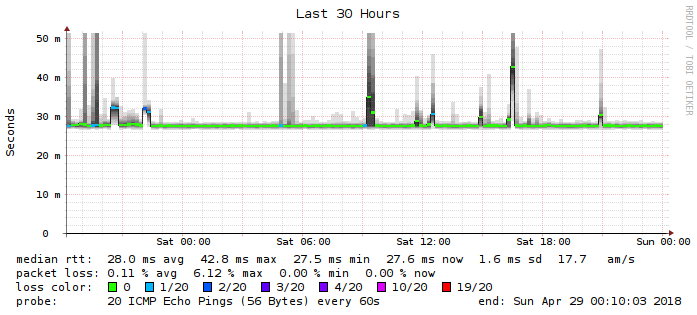 Last 30 Hours
RRDTOOL / TOBI OETIKER
Seconds
50 m
40 m
30 m
20 m
10 m
0
Sat 00:00 Sat 06:00 Sat 12:00 Sat 18:00 Sun 00:00
median rtt: 28.0 ms avg 42.8 ms max 27.5 ms min 27.6 ms now 1.6 ms sd 17.7 am/s
packet loss: 0.11 % avg 6.12 % max 0.00 % min 0.00 % now
loss color: 0 1/20 2/20 3/20 4/20 10/20 19/20
probe: 20 ICMP Echo Pings (56 Bytes) every 60s end: Sun Apr 29 00:10:03 2018